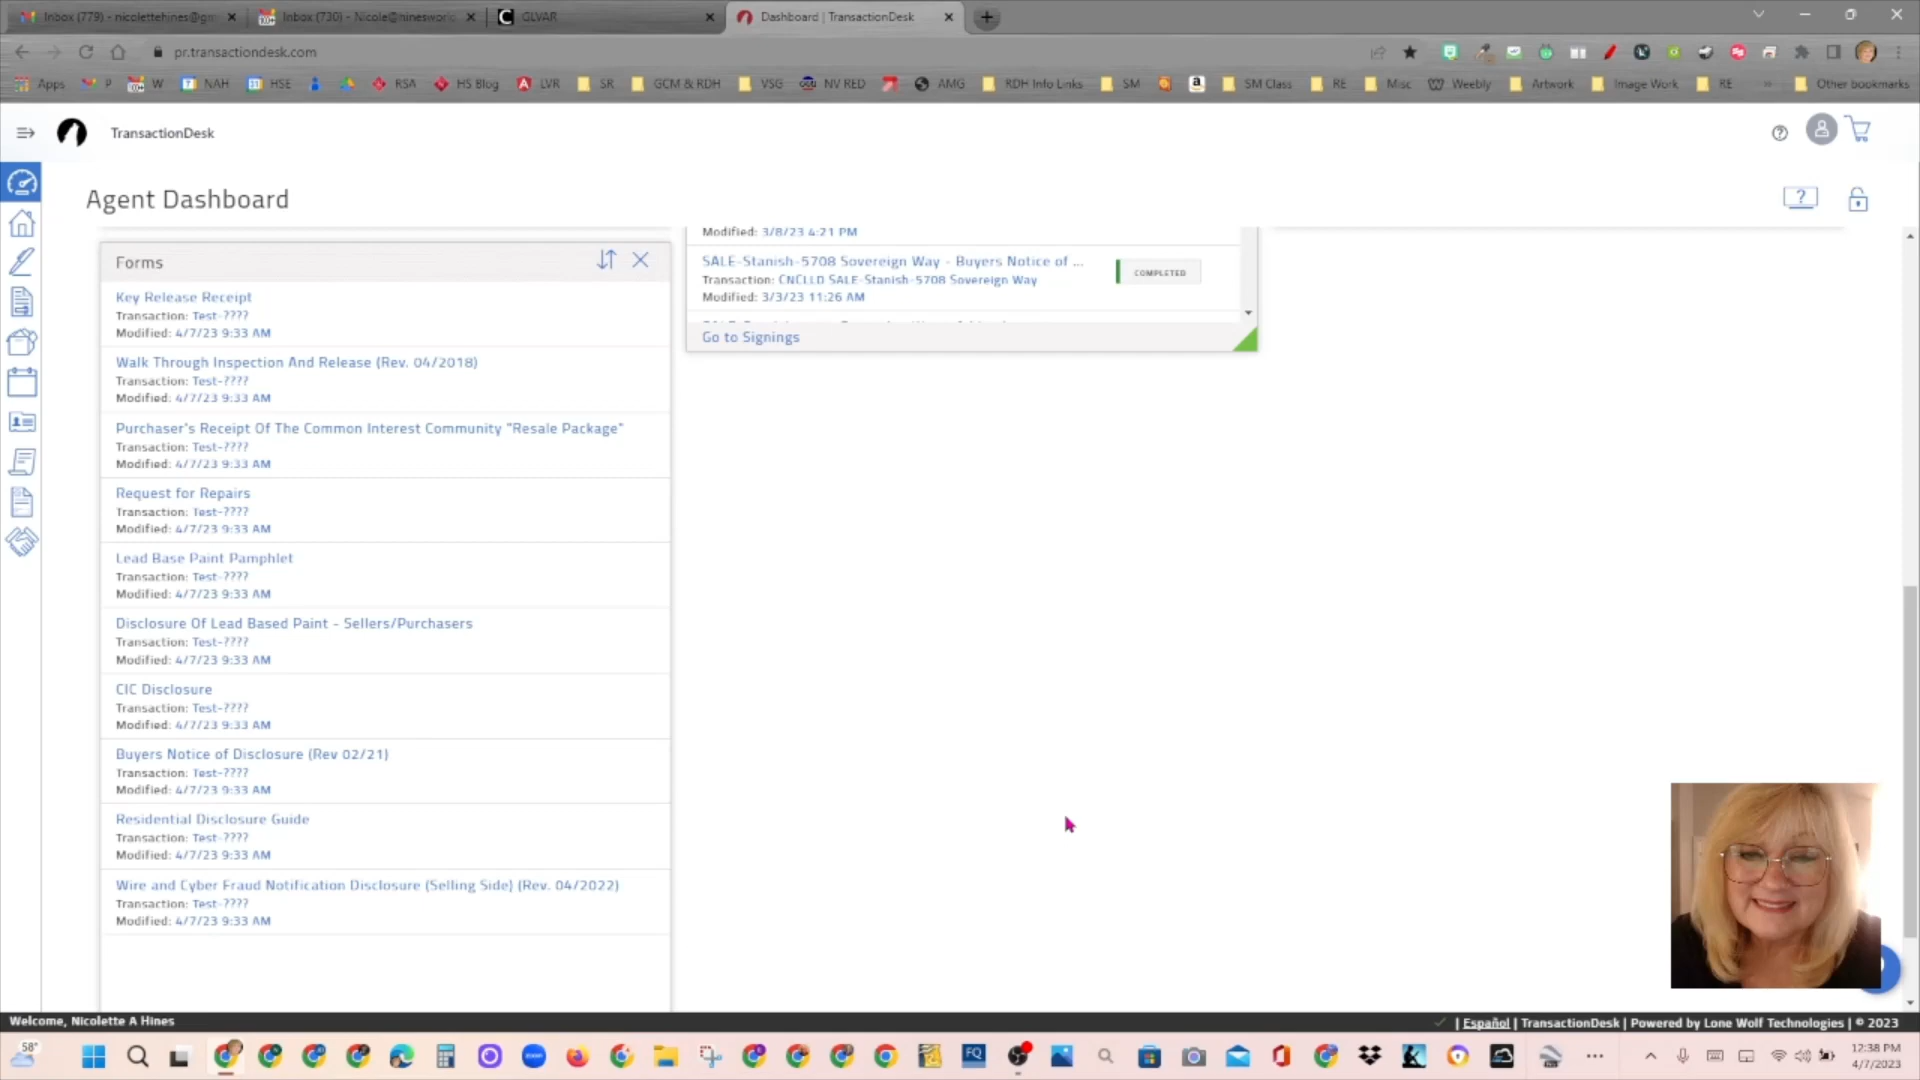 Inbox (779) - nicolettehines@gm
Inbox (730) - Nicole@hinesworld
GLVAR
Dashboard | TransactionDesk
pr.transactiondesk.com
Apps P W NAH HSE RSA HS Blog LVR SR GCM & RDH VSG NV RED AMG RDH Info Links SM SM Class RE Misc Weebly Artwork Image Work RE Other bookmarks
TransactionDesk
Agent Dashboard
Forms
Key Release Receipt
Transaction: Test-????
Modified: 4/7/23 9:33 AM
Walk Through Inspection And Release (Rev. 04/2018)
Transaction: Test-????
Modified: 4/7/23 9:33 AM
Purchaser's Receipt Of The Common Interest Community "Resale Package"
Transaction: Test-????
Modified: 4/7/23 9:33 AM
Request for Repairs
Transaction: Test-????
Modified: 4/7/23 9:33 AM
Lead Base Paint Pamphlet
Transaction: Test-????
Modified: 4/7/23 9:33 AM
Disclosure Of Lead Based Paint - Sellers/Purchasers
Transaction: Test-????
Modified: 4/7/23 9:33 AM
CIC Disclosure
Transaction: Test-????
Modified: 4/7/23 9:33 AM
Buyers Notice of Disclosure (Rev 02/21)
Transaction: Test-????
Modified: 4/7/23 9:33 AM
Residential Disclosure Guide
Transaction: Test-????
Modified: 4/7/23 9:33 AM
Wire and Cyber Fraud Notification Disclosure (Selling Side) (Rev. 04/2022)
Transaction: Test-????
Modified: 4/7/23 9:33 AM
Modified: 3/8/23 4:21 PM
SALE-Stanish-5708 Sovereign Way - Buyers Notice of ...
Transaction: CNCLLD SALE-Stanish-5708 Sovereign Way
Modified: 3/3/23 11:26 AM
COMPLETED
Go to Signings
Welcome, Nicolette A Hines
| Español | TransactionDesk | Powered by Lone Wolf Technologies | © 2023
58°
FQ
12:38 PM
4/7/2023